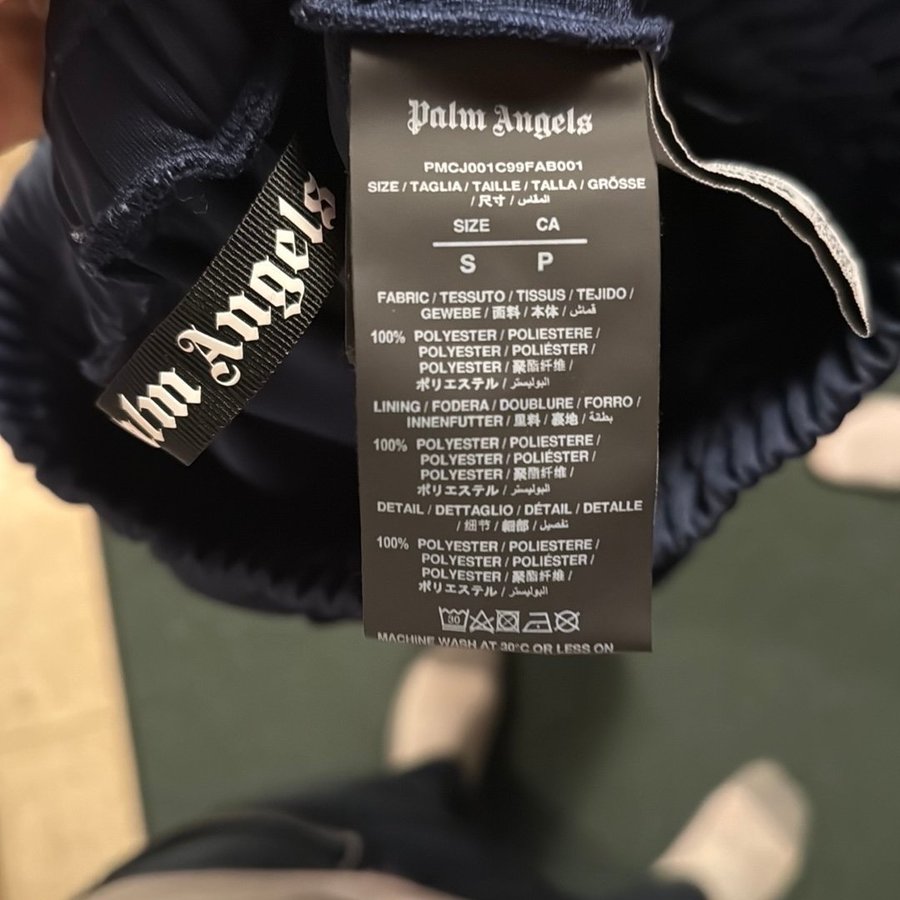 Palm Angels
PMCJ001C99FAB001
SIZE / TAGLIA / TAILLE / TALLA / GRÖSSE
/ 尺寸 / المقاس
SIZE CA
S P
FABRIC / TESSUTO / TISSUS / TEJIDO /
GEWEBE / 面料 / 本体 / قماش
100% POLYESTER / POLIESTERE /
POLYESTER / POLIÉSTER /
POLYESTER / 聚酯纤维 /
ポリエステル / البوليستر
LINING / FODERA / DOUBLURE / FORRO /
INNENFUTTER / 里料 / 裏地 / بطانة
100% POLYESTER / POLIESTERE /
POLYESTER / POLIÉSTER /
POLYESTER / 聚酯纤维 /
ポリエステル / البوليستر
DETAIL / DETTAGLIO / DÉTAIL / DETALLE
/ 细节 / 細部 / تفصيل
100% POLYESTER / POLIESTERE /
POLYESTER / POLIÉSTER /
POLYESTER / 聚酯纤维 /
ポリエステル / البوليستر
30
MACHINE WASH AT 30°C OR LESS ON
alm Angels